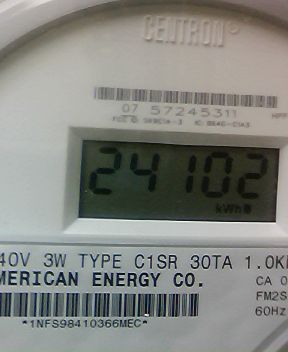 CENTRON®
07 57245311
24102
kWh
40V 3W TYPE C1SR 30TA 1.0K
MERICAN ENERGY CO.
CA 0
FM2S
60Hz
*1NFS98410366MEC*